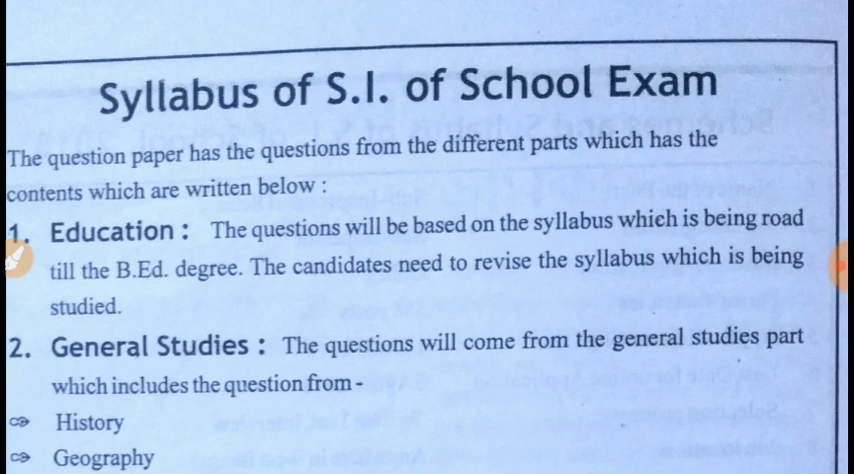 Syllabus of S.I. of School Exam
The question paper has the questions from the different parts which has the
contents which are written below :
1. Education : The questions will be based on the syllabus which is being road
till the B.Ed. degree. The candidates need to revise the syllabus which is being
studied.
2. General Studies : The questions will come from the general studies part
which includes the question from -
History
Geography